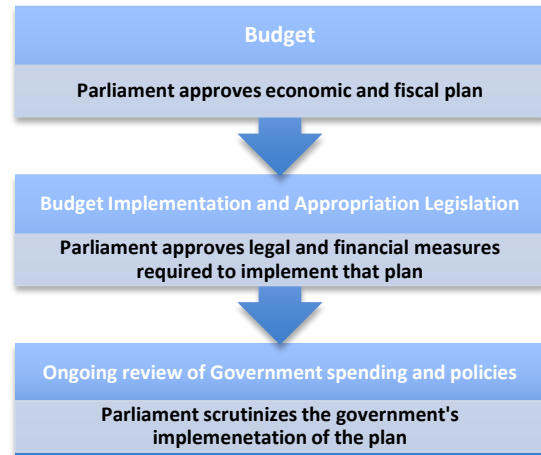 Budget
Parliament approves economic and fiscal plan
Budget Implementation and Appropriation Legislation
Parliament approves legal and financial measures
required to implement that plan
Ongoing review of Government spending and policies
Parliament scrutinizes the government's
implemenetation of the plan